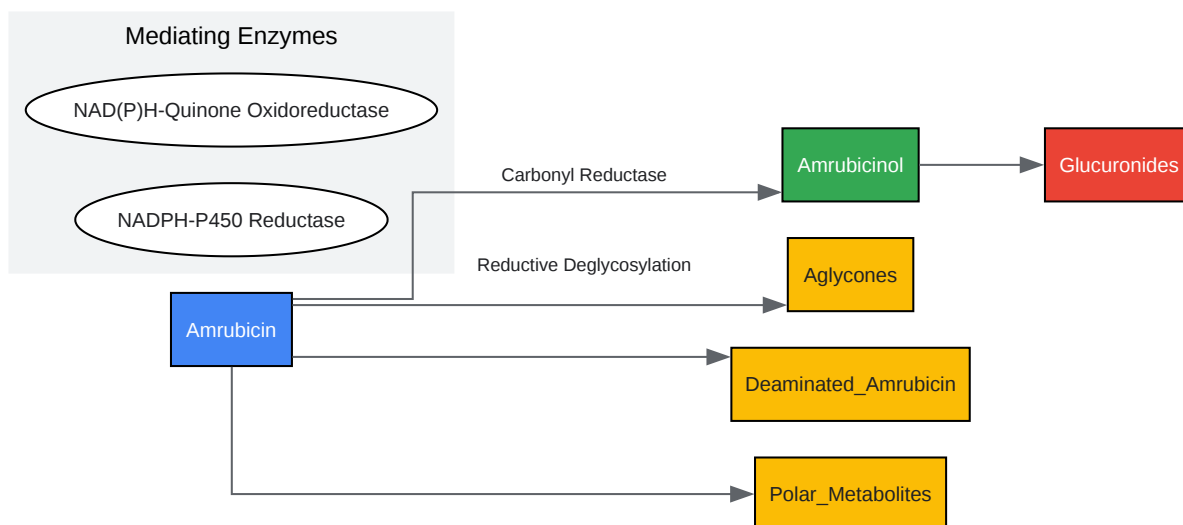 Mediating Enzymes
NAD(P)H-Quinone Oxidoreductase
NADPH-P450 Reductase
Carbonyl Reductase
Amrubicinol
Glucuronides
Reductive Deglycosylation
Aglycones
Amrubicin
Deaminated_Amrubicin
Polar_Metabolites